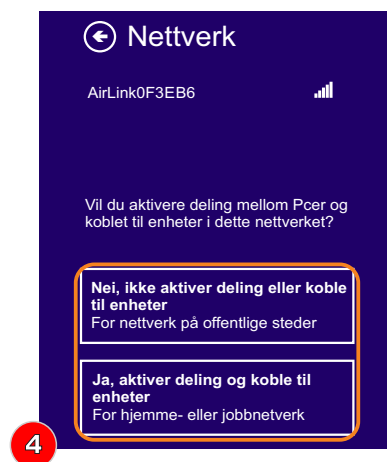 Nettverk
AirLink0F3EB6
Vil du aktivere deling mellom Pcer og
koblet til enheter i dette nettverket?
Nei, ikke aktiver deling eller koble
til enheter
For nettverk på offentlige steder
Ja, aktiver deling og koble til
enheter
For hjemme- eller jobbnetverk
4